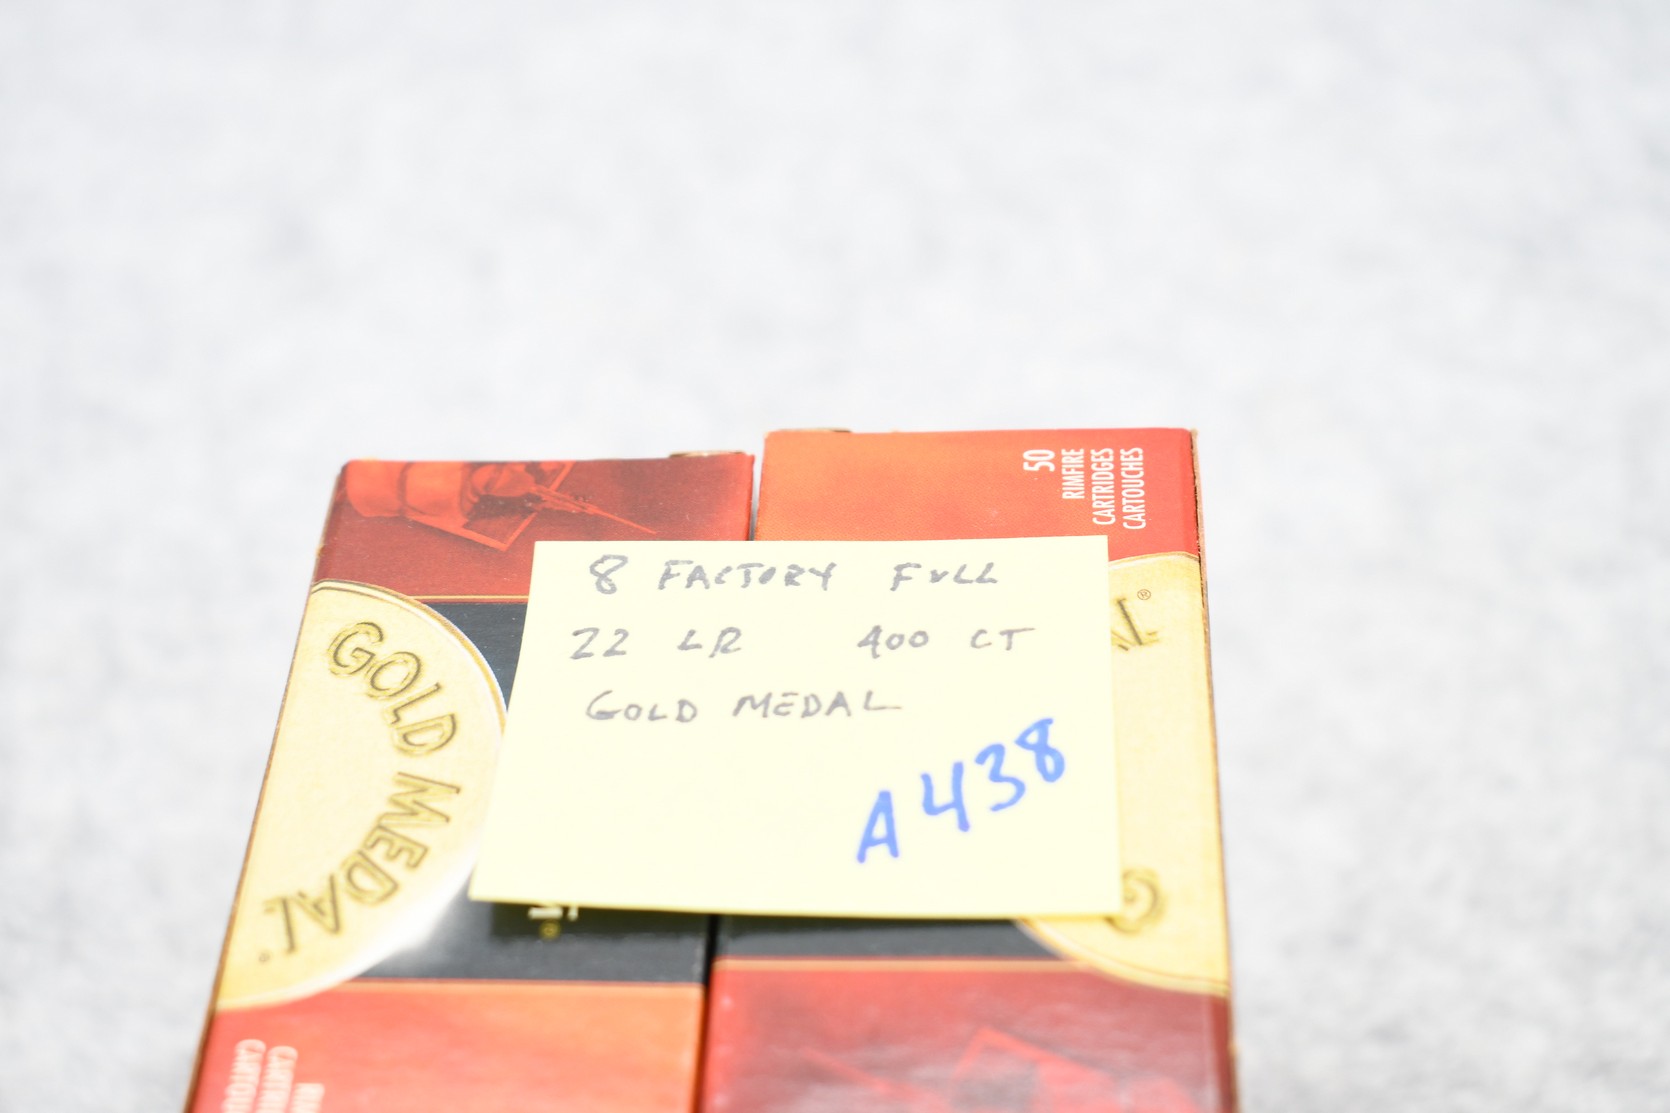 50
RIMFIRE
CARTRIDGES
CARTOUCHES
8 FACTORY FULL
22 LR 400 CT
GOLD MEDAL
A438
GOLD MEDAL
®